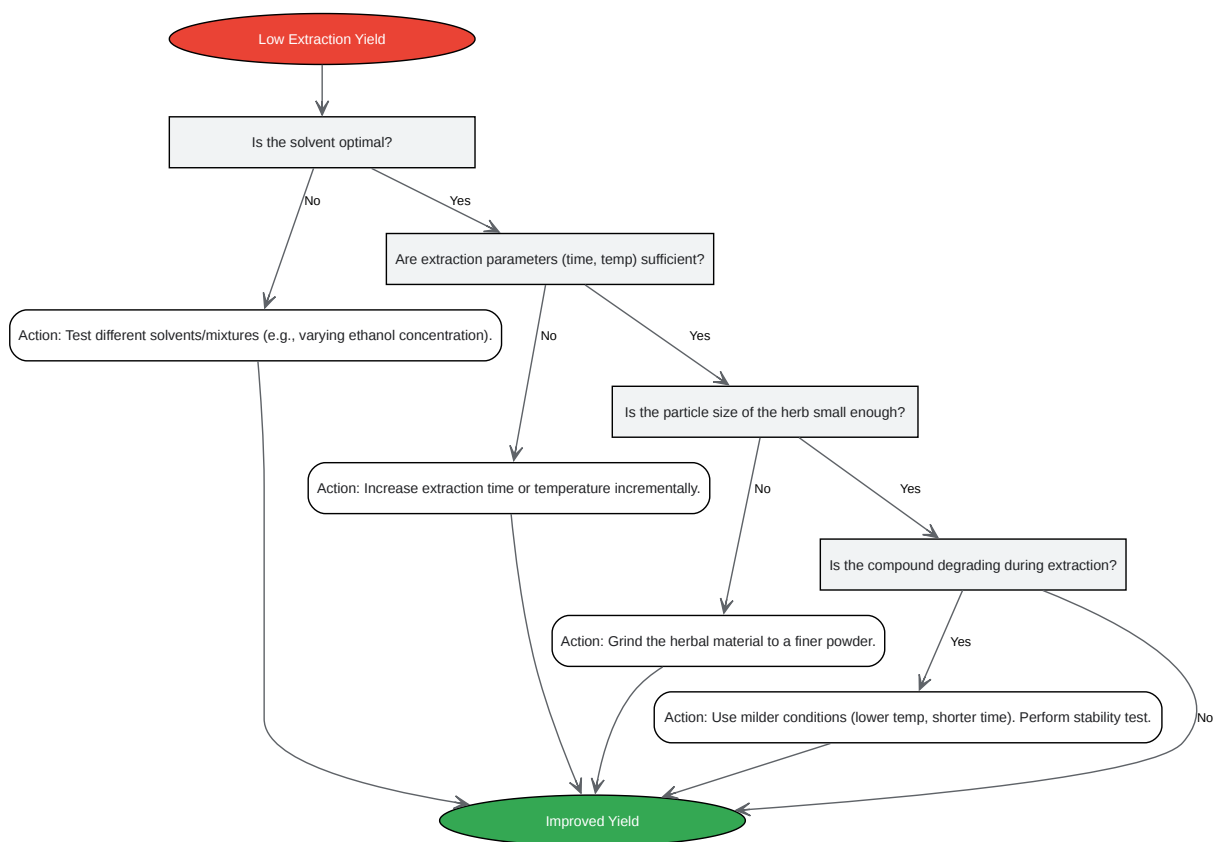 Low Extraction Yield
Is the solvent optimal?
No
Yes
Are extraction parameters (time, temp) sufficient?
Action: Test different solvents/mixtures (e.g., varying ethanol concentration).
No
Yes
Is the particle size of the herb small enough?
Action: Increase extraction time or temperature incrementally.
No
Yes
Is the compound degrading during extraction?
Action: Grind the herbal material to a finer powder.
Yes
Action: Use milder conditions (lower temp, shorter time). Perform stability test.
No
Improved Yield